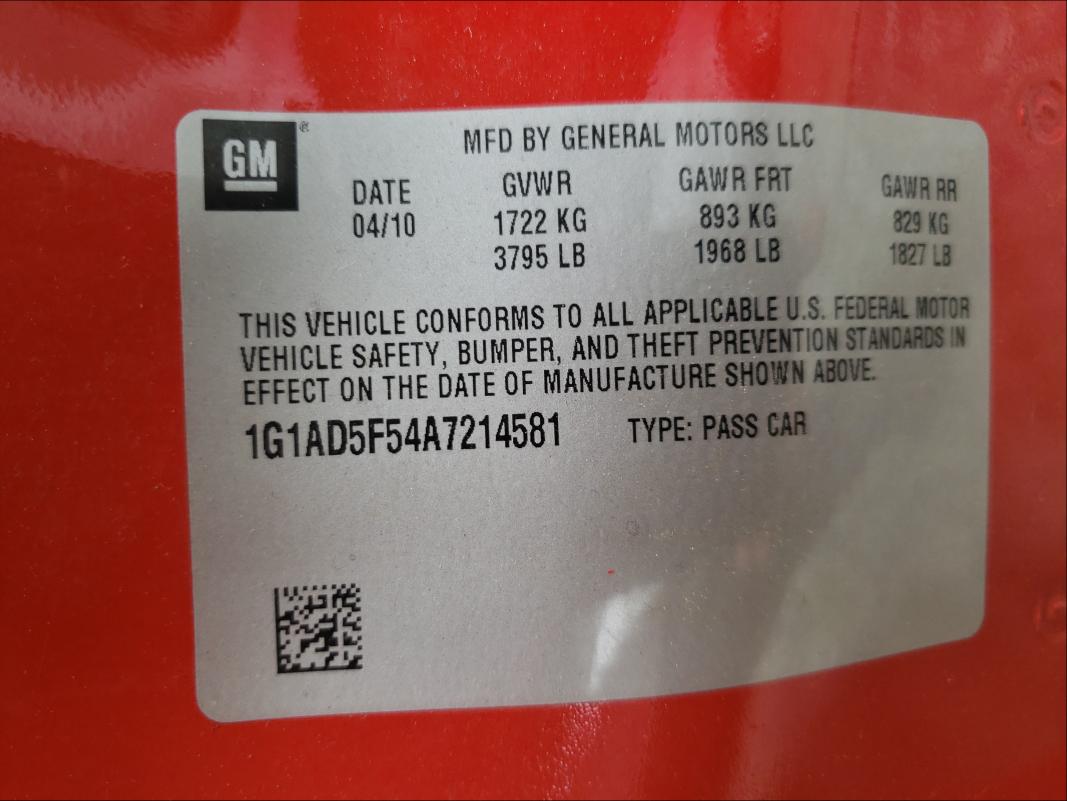 GM
MFD BY GENERAL MOTORS LLC
DATE GVWR GAWR FRT GAWR RR
04/10 1722 KG 893 KG 829 KG
3795 LB 1968 LB 1827 LB
THIS VEHICLE CONFORMS TO ALL APPLICABLE U.S. FEDERAL MOTOR
VEHICLE SAFETY, BUMPER, AND THEFT PREVENTION STANDARDS IN
EFFECT ON THE DATE OF MANUFACTURE SHOWN ABOVE.
1G1AD5F54A7214581 TYPE: PASS CAR